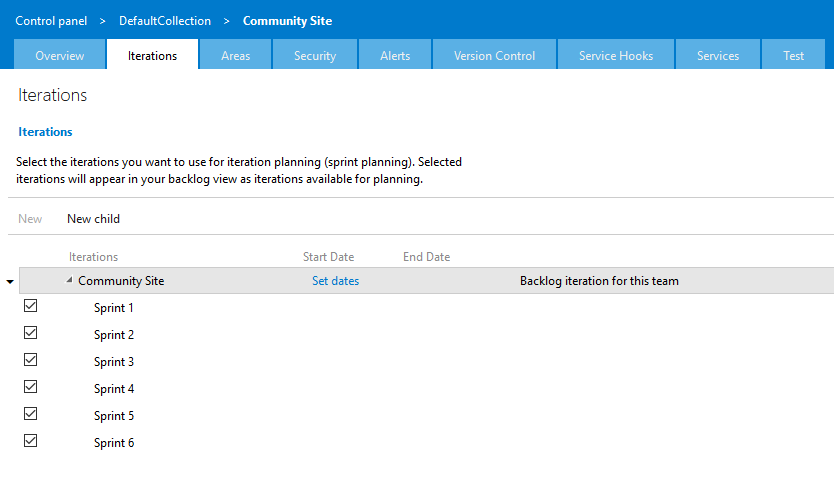 Control panel > DefaultCollection > Community Site
Overview Iterations Areas Security Alerts Version Control Service Hooks Services Test
Iterations
Iterations
Select the iterations you want to use for iteration planning (sprint planning). Selected
iterations will appear in your backlog view as iterations available for planning.
New New child
Iterations Start Date End Date
Community Site Set dates Backlog iteration for this team
Sprint 1
Sprint 2
Sprint 3
Sprint 4
Sprint 5
Sprint 6